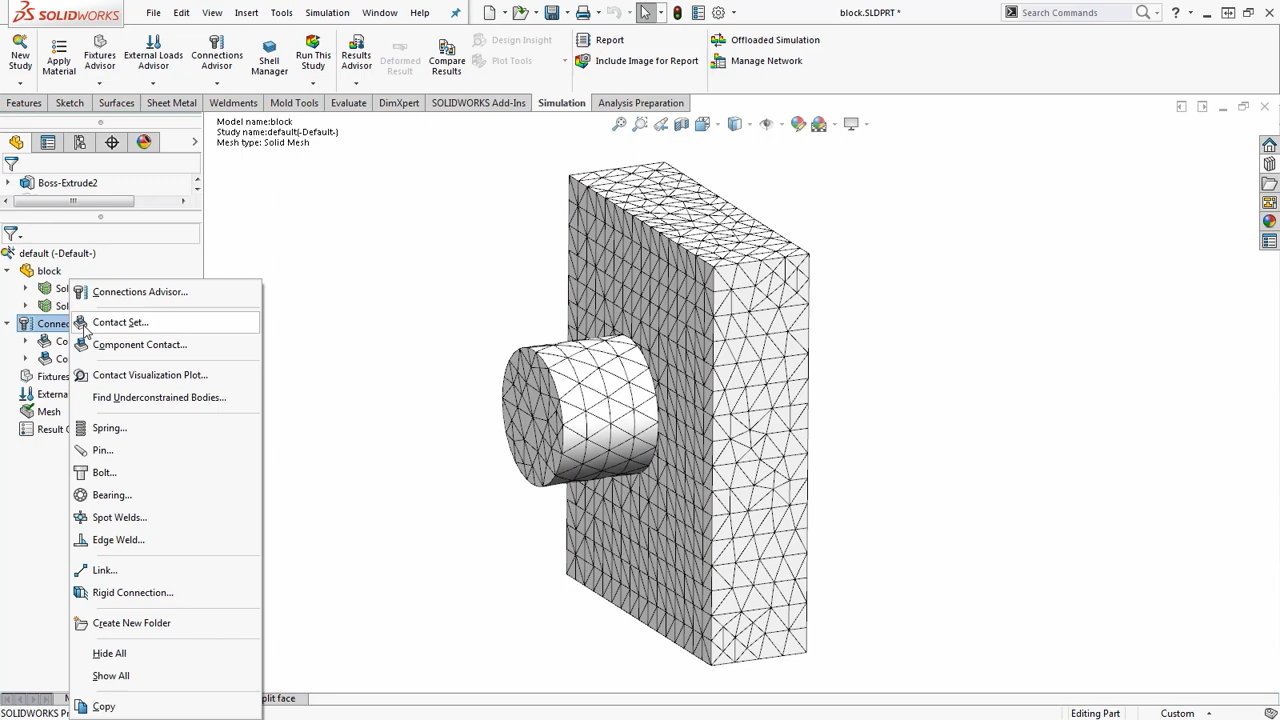 SOLIDWORKS
File Edit View Insert Tools Simulation Window Help
block.SLDPRT *
Search Commands
New Study
Apply Material
Fixtures Advisor
External Loads Advisor
Connections Advisor
Shell Manager
Run This Study
Results Advisor
Deformed Result
Compare Results
Design Insight
Plot Tools
Report
Include Image for Report
Offloaded Simulation
Manage Network
Features Sketch Surfaces Sheet Metal Weldments Mold Tools Evaluate DimXpert SOLIDWORKS Add-Ins Simulation Analysis Preparation
Model name:block
Study name:default(-Default-)
Mesh type: Solid Mesh
Boss-Extrude2
default (-Default-)
block
So
So
Connec
Co
Co
Fixtures
Externa
Mesh
Result
Connections Advisor...
Contact Set...
Component Contact...
Contact Visualization Plot...
Find Underconstrained Bodies...
Spring...
Pin...
Bolt...
Bearing...
Spot Welds...
Edge Weld...
Link...
Rigid Connection...
Create New Folder
Hide All
Show All
Copy
plit face
SOLIDWORKS Pr
Editing Part
Custom